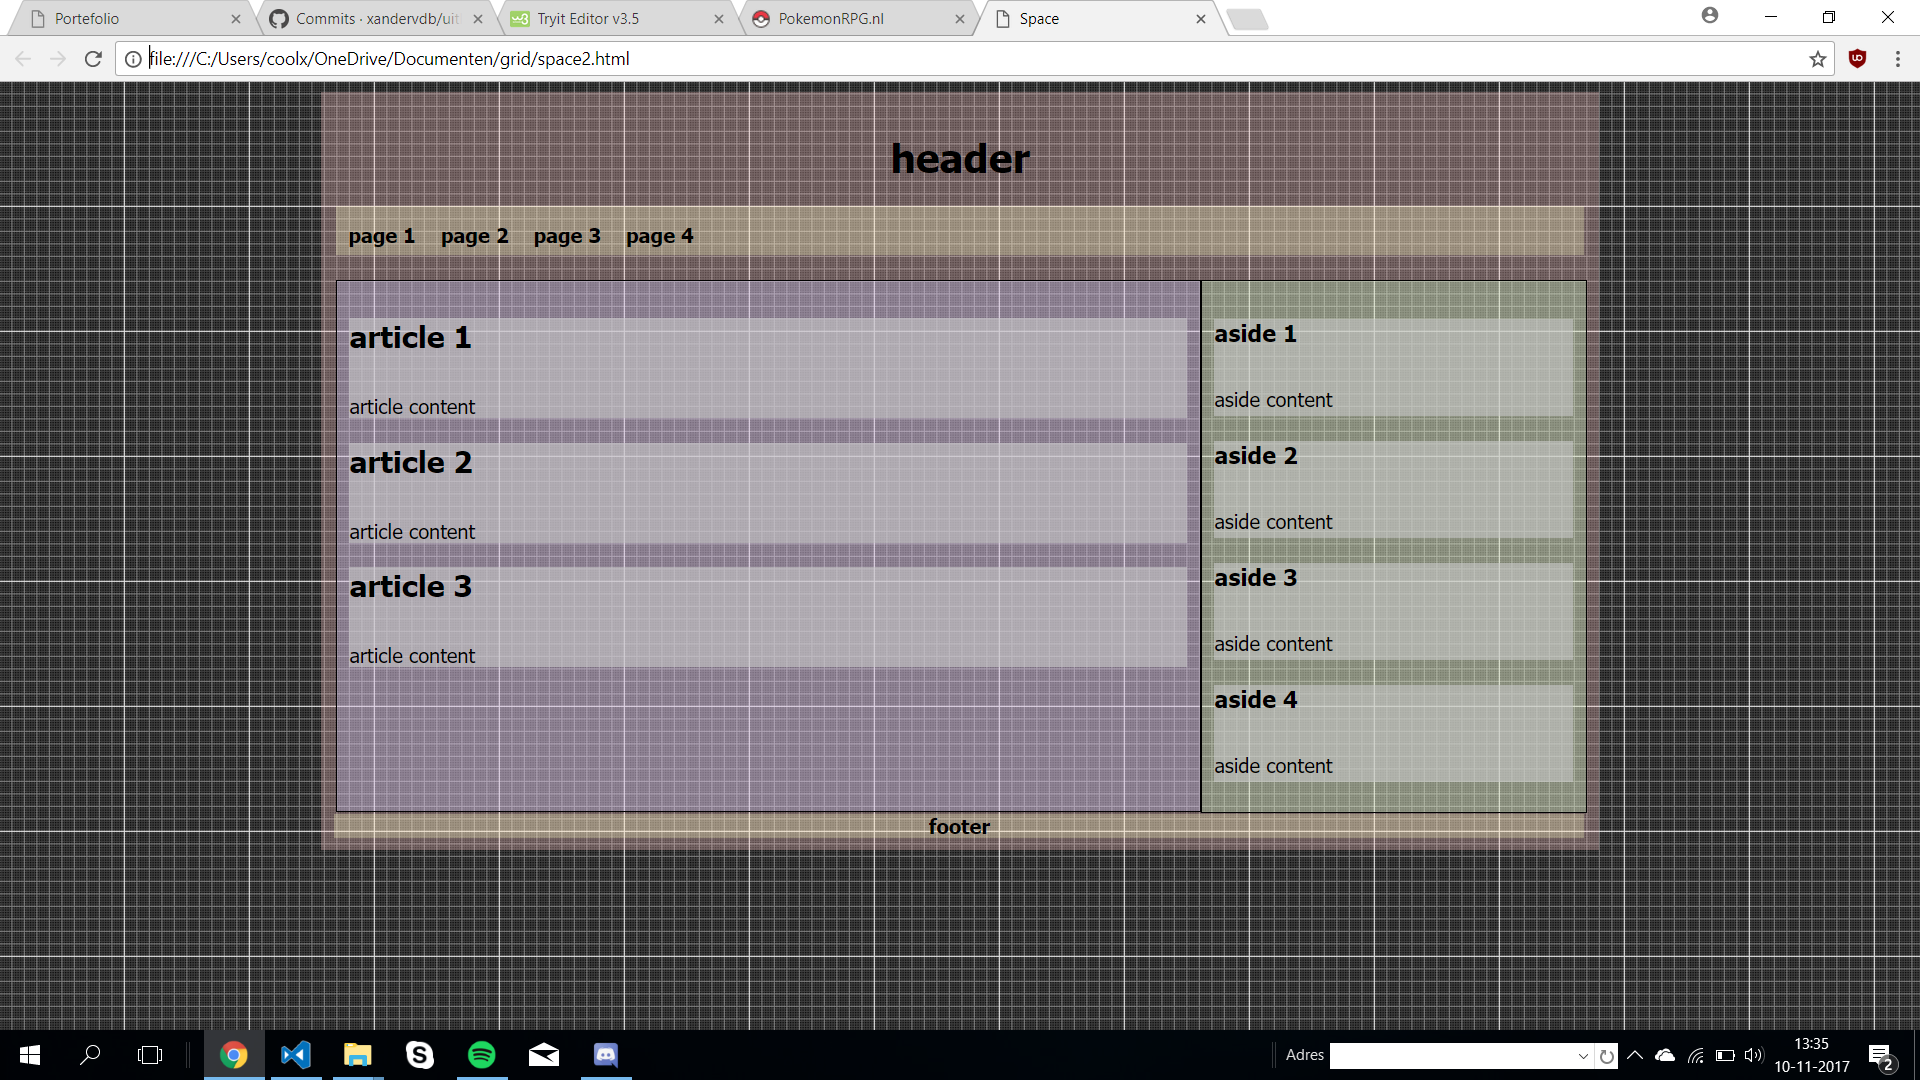 Portefolio
Commits · xandervdb/uit
Tryit Editor v3.5
PokemonRPG.nl
Space
file:///C:/Users/coolx/OneDrive/Documenten/grid/space2.html
header
page 1 page 2 page 3 page 4
article 1
article content
article 2
article content
article 3
article content
aside 1
aside content
aside 2
aside content
aside 3
aside content
aside 4
aside content
footer
Adres
13:35
10-11-2017
2